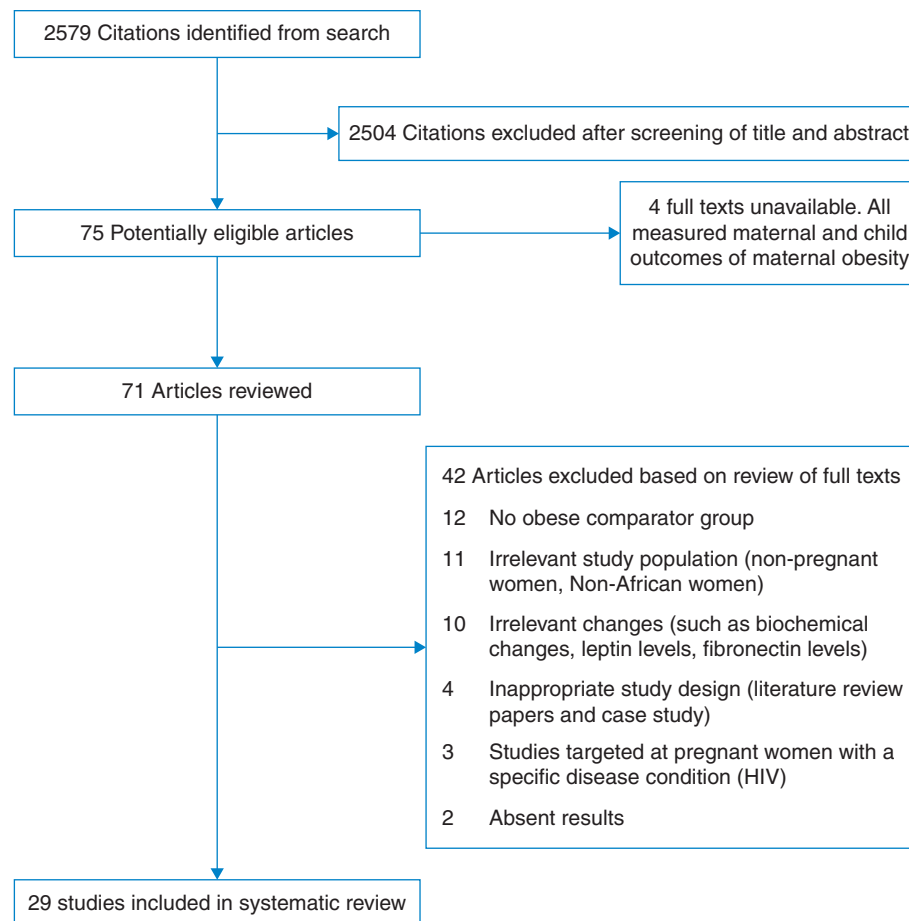 2579 Citations identified from search
2504 Citations excluded after screening of title and abstract
75 Potentially eligible articles
4 full texts unavailable. All
measured maternal and child
outcomes of maternal obesity
71 Articles reviewed
42 Articles excluded based on review of full texts
12 No obese comparator group
11 Irrelevant study population (non-pregnant
women, Non-African women)
10 Irrelevant changes (such as biochemical
changes, leptin levels, fibronectin levels)
4 Inappropriate study design (literature review
papers and case study)
3 Studies targeted at pregnant women with a
specific disease condition (HIV)
2 Absent results
29 studies included in systematic review